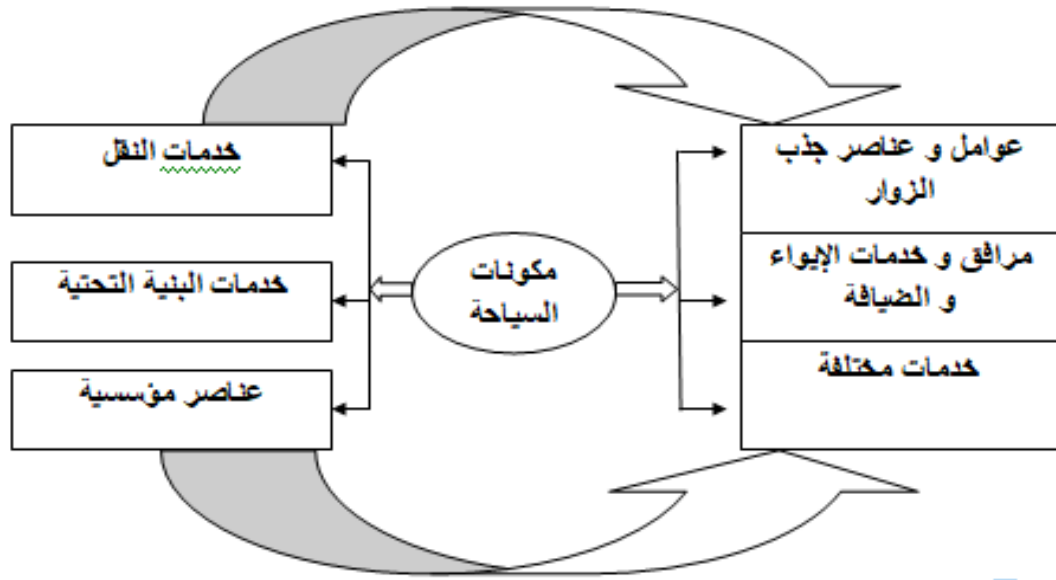 عوامل و عناصر جذب
الزوار
مرافق و خدمات الإيواء
و الضيافة
خدمات مختلفة
مكونات
السياحة
خدمات النقل
خدمات البنية التحتية
عناصر مؤسسية